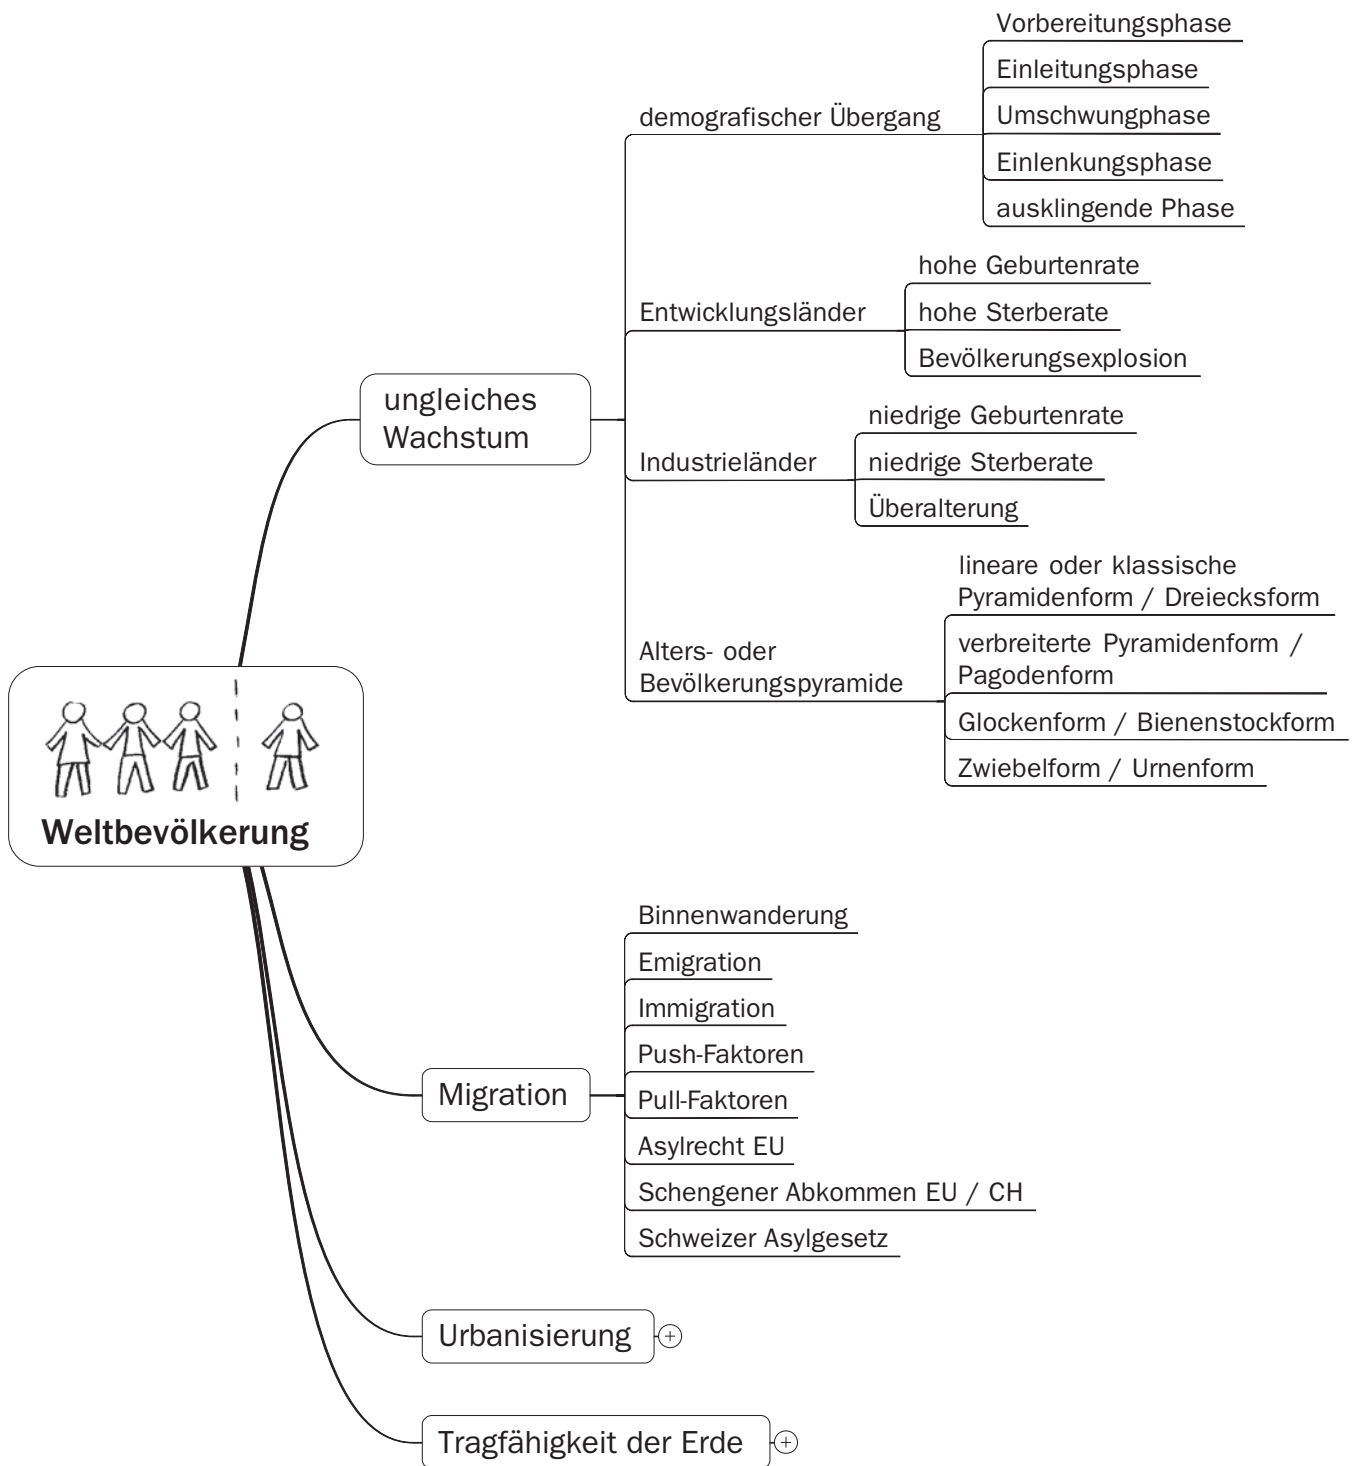 Vorbereitungsphase
Einleitungsphase
demografischer Übergang
Umschwungphase
Einlenkungsphase
ausklingende Phase
hohe Geburtenrate
Entwicklungsländer
hohe Sterberate
Bevölkerungsexplosion
ungleiches
Wachstum
niedrige Geburtenrate
Industrieländer
niedrige Sterberate
Überalterung
lineare oder klassische
Pyramidenform / Dreiecksform
Alters- oder
Bevölkerungspyramide
verbreiterte Pyramidenform /
Pagodenform
Glockenform / Bienenstockform
Zwiebelform / Urnenform
Weltbevölkerung
Binnenwanderung
Emigration
Immigration
Push-Faktoren
Migration
Pull-Faktoren
Asylrecht EU
Schengener Abkommen EU / CH
Schweizer Asylgesetz
Urbanisierung
Tragfähigkeit der Erde